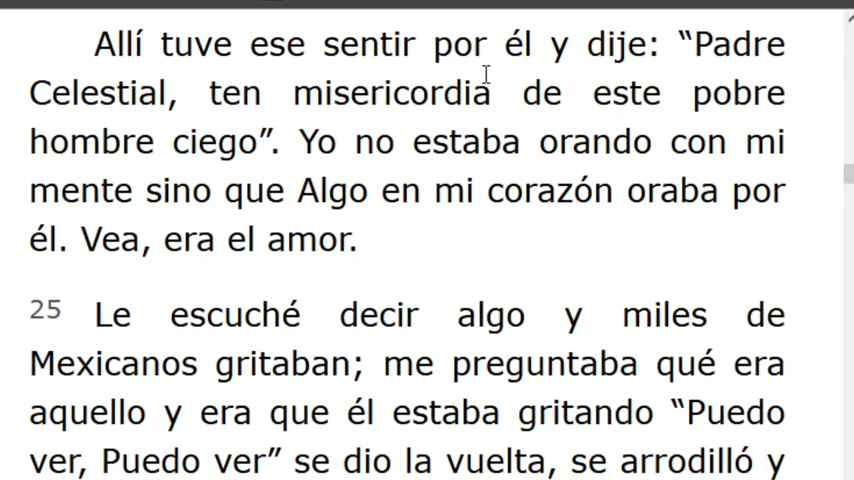 Allí tuve ese sentir por él y dije: “Padre
Celestial, ten misericordia de este pobre
hombre ciego”. Yo no estaba orando con mi
mente sino que Algo en mi corazón oraba por
él. Vea, era el amor.
25 Le escuché decir algo y miles de
Mexicanos gritaban; me preguntaba qué era
aquello y era que él estaba gritando “Puedo
ver, Puedo ver” se dio la vuelta, se arrodilló y